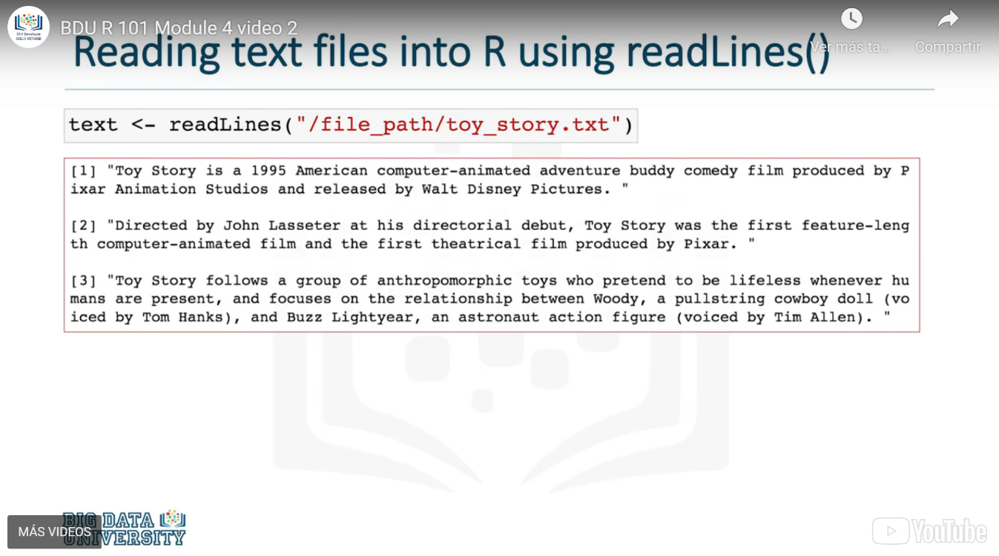 BDU R 101 Module 4 video 2
Ver más ta...
Compartir
Reading text files into R using readLines()
text <- readLines("/file_path/toy_story.txt")
[1] "Toy Story is a 1995 American computer-animated adventure buddy comedy film produced by P
ixar Animation Studios and released by Walt Disney Pictures. "
[2] "Directed by John Lasseter at his directorial debut, Toy Story was the first feature-leng
th computer-animated film and the first theatrical film produced by Pixar. "
[3] "Toy Story follows a group of anthropomorphic toys who pretend to be lifeless whenever hu
mans are present, and focuses on the relationship between Woody, a pullstring cowboy doll (vo
iced by Tom Hanks), and Buzz Lightyear, an astronaut action figure (voiced by Tim Allen). "
BIG DATA
UNIVERSITY
MÁS VIDEOS
YouTube